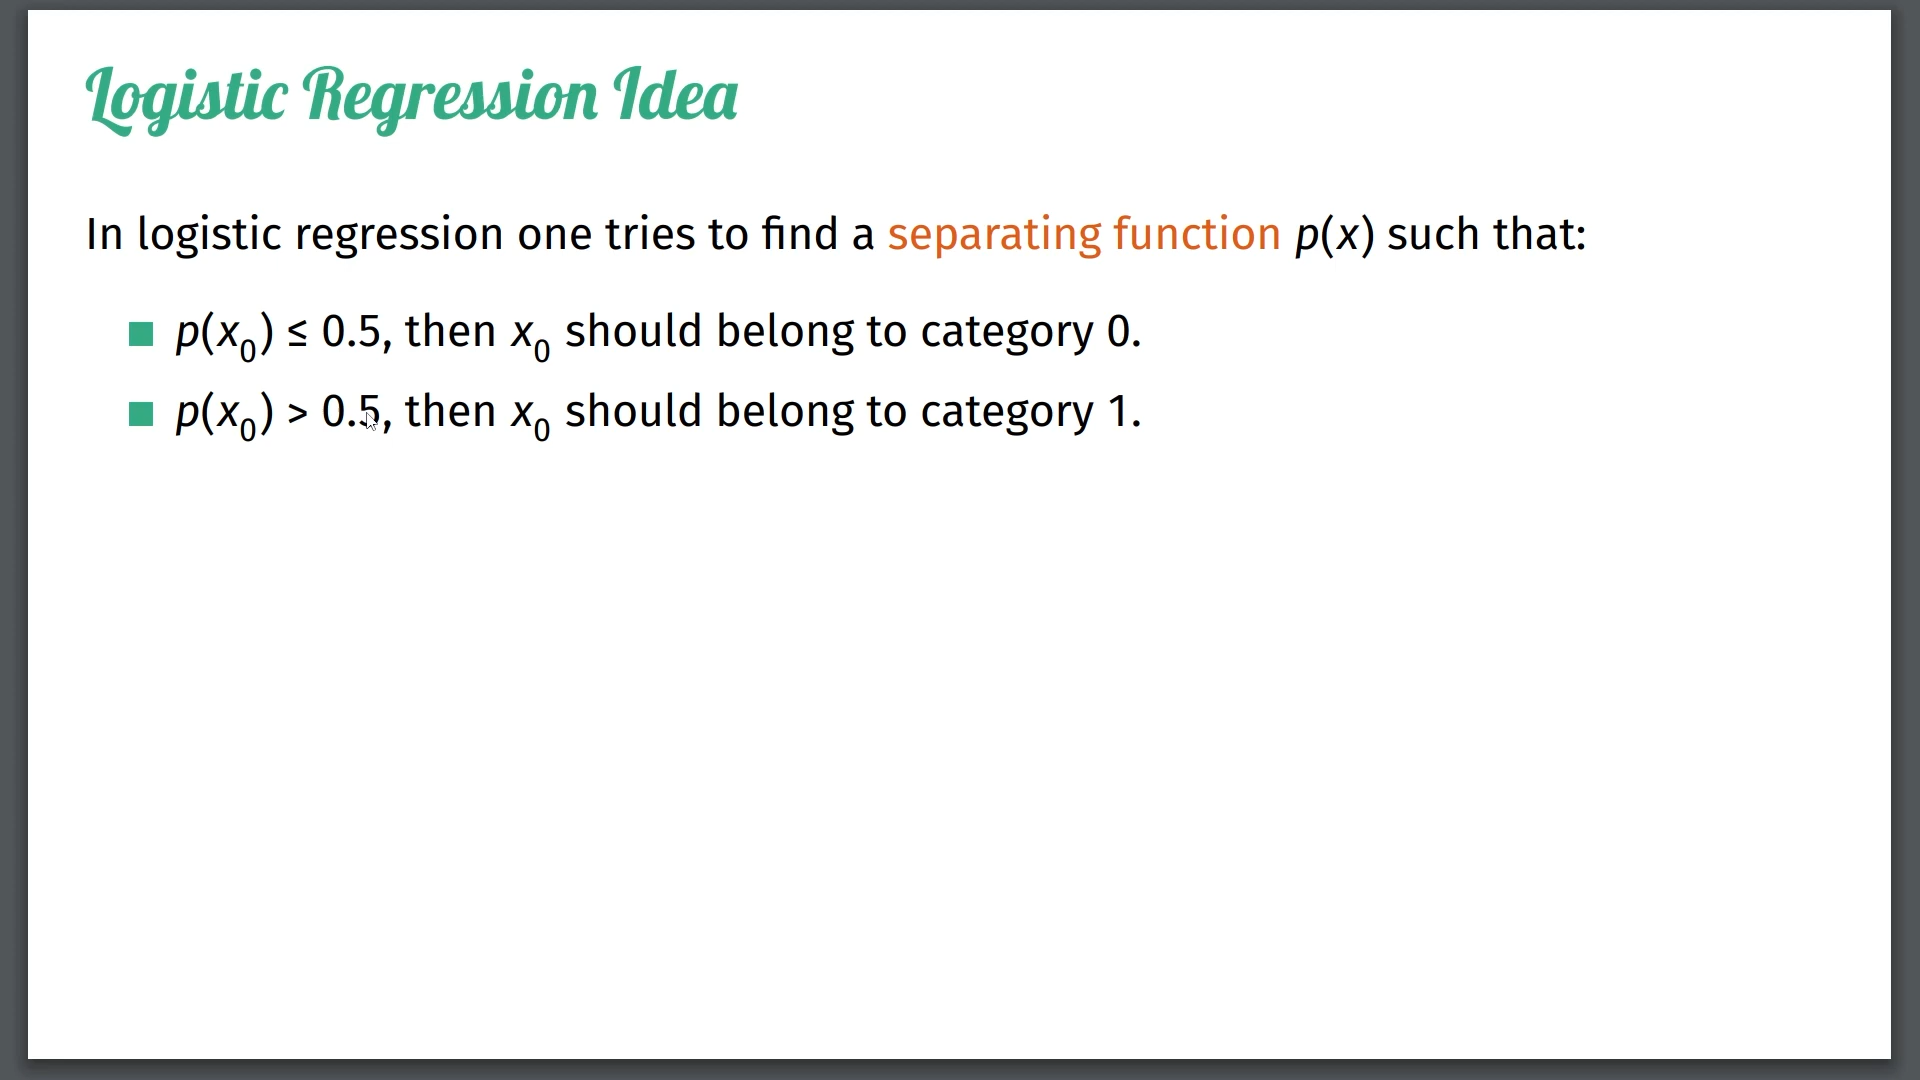 Logistic Regression Idea
In logistic regression one tries to find a separating function p(x) such that:
p(x₀) ≤ 0.5, then x₀ should belong to category 0.
p(x₀) > 0.5, then x₀ should belong to category 1.